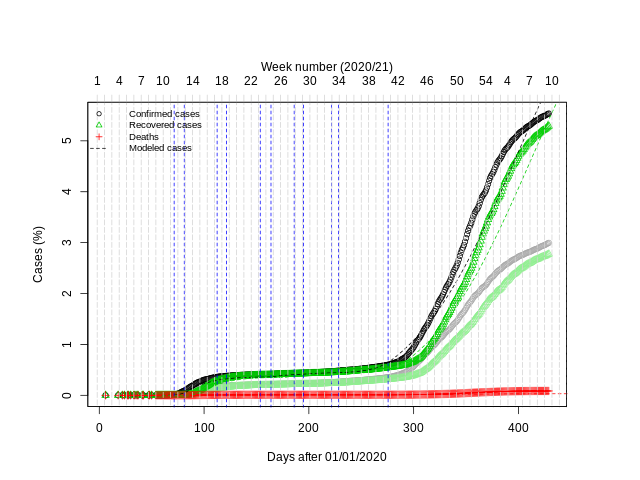 Week number (2020/21)
1 4 7 10 14 18 22 26 30 34 38 42 46 50 54 4 7 10
Confirmed cases
Recovered cases
Deaths
Modeled cases
5
4
3
2
1
0
Cases (%)
0 100 200 300 400
Days after 01/01/2020